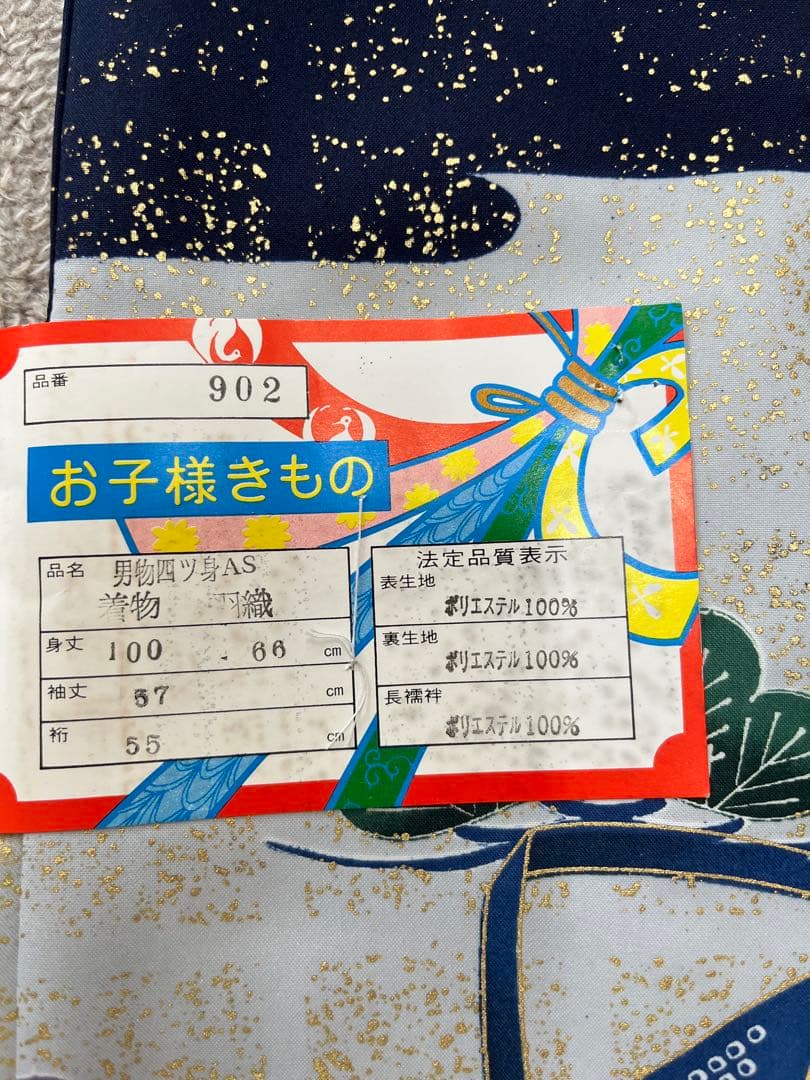 品番 902
お子様きもの
品名 男物四ツ身AS
着物 羽織
身丈 100 66 cm
袖丈 57 cm
裄 55 cm
法定品質表示
表生地
ポリエステル100%
裏生地
ポリエステル100%
長襦袢
ポリエステル100%